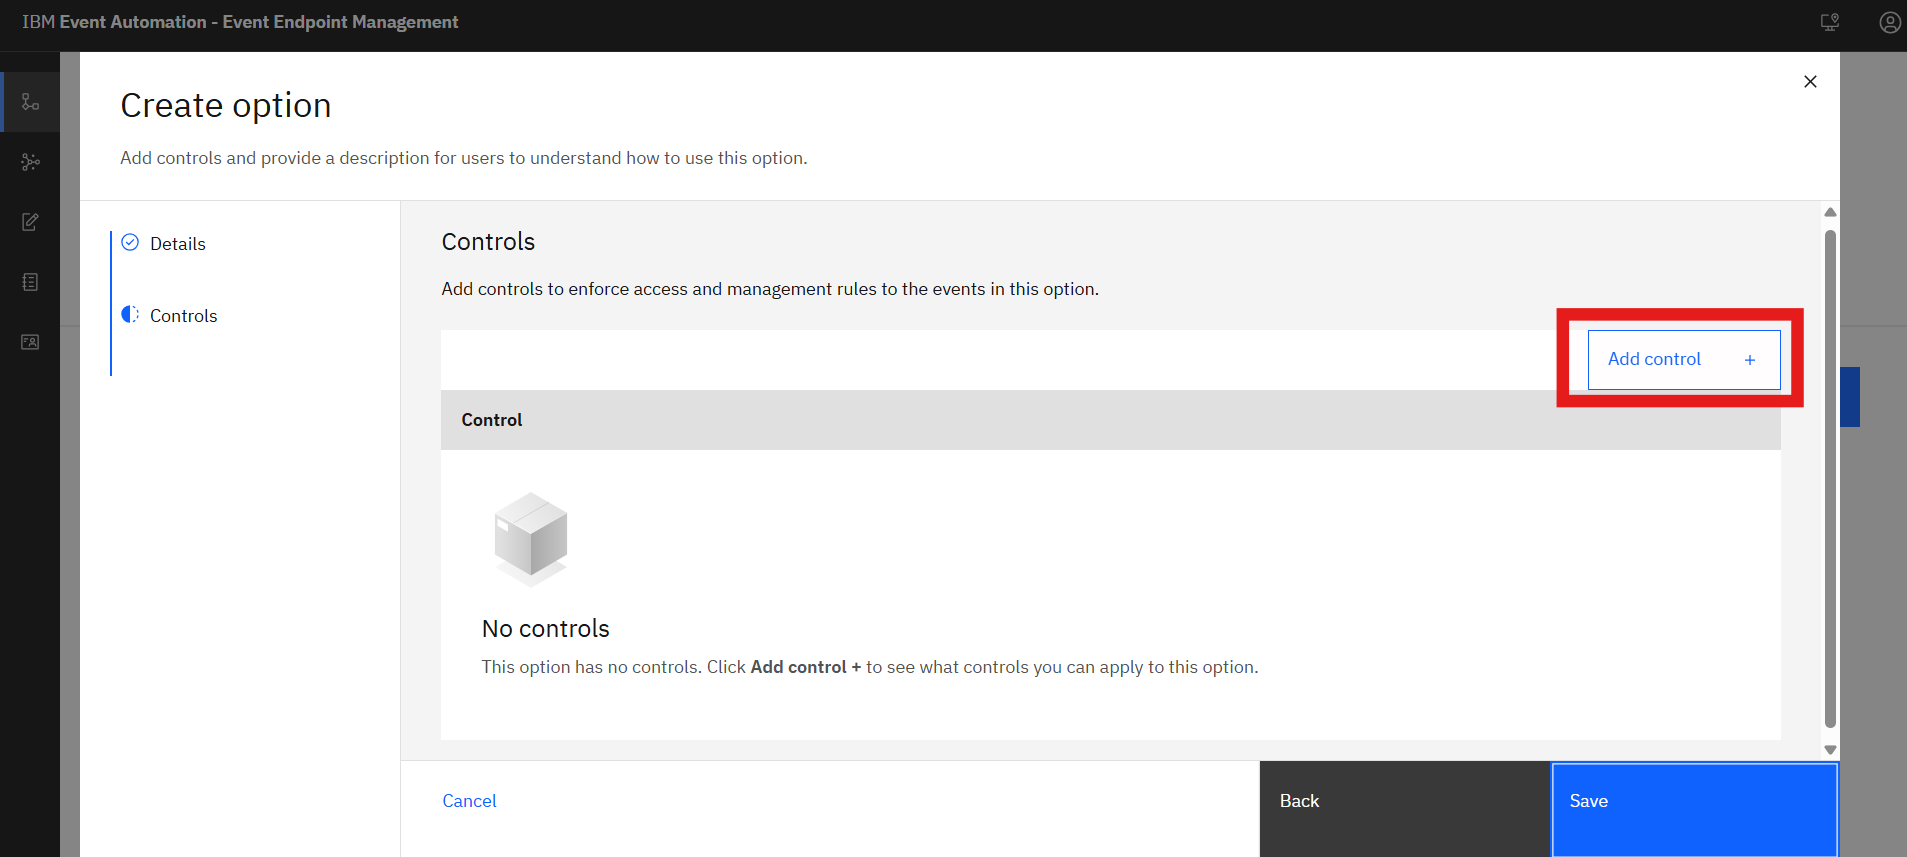 IBM Event Automation - Event Endpoint Management
Create option
Add controls and provide a description for users to understand how to use this option.
Details
Controls
Controls
Add controls to enforce access and management rules to the events in this option.
Add control +
Control
No controls
This option has no controls. Click Add control + to see what controls you can apply to this option.
Cancel
Back
Save